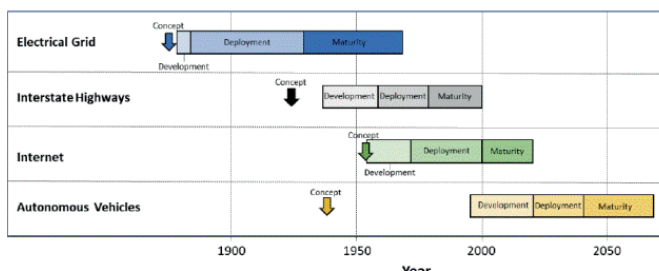 Concept
Electrical Grid
Deployment
Maturity
Development
Concept
Interstate Highways
Development
Deployment
Maturity
Concept
Internet
Deployment
Maturity
Development
Concept
Autonomous Vehicles
Development
Deployment
Maturity
1900
1950
2000
2050
Year